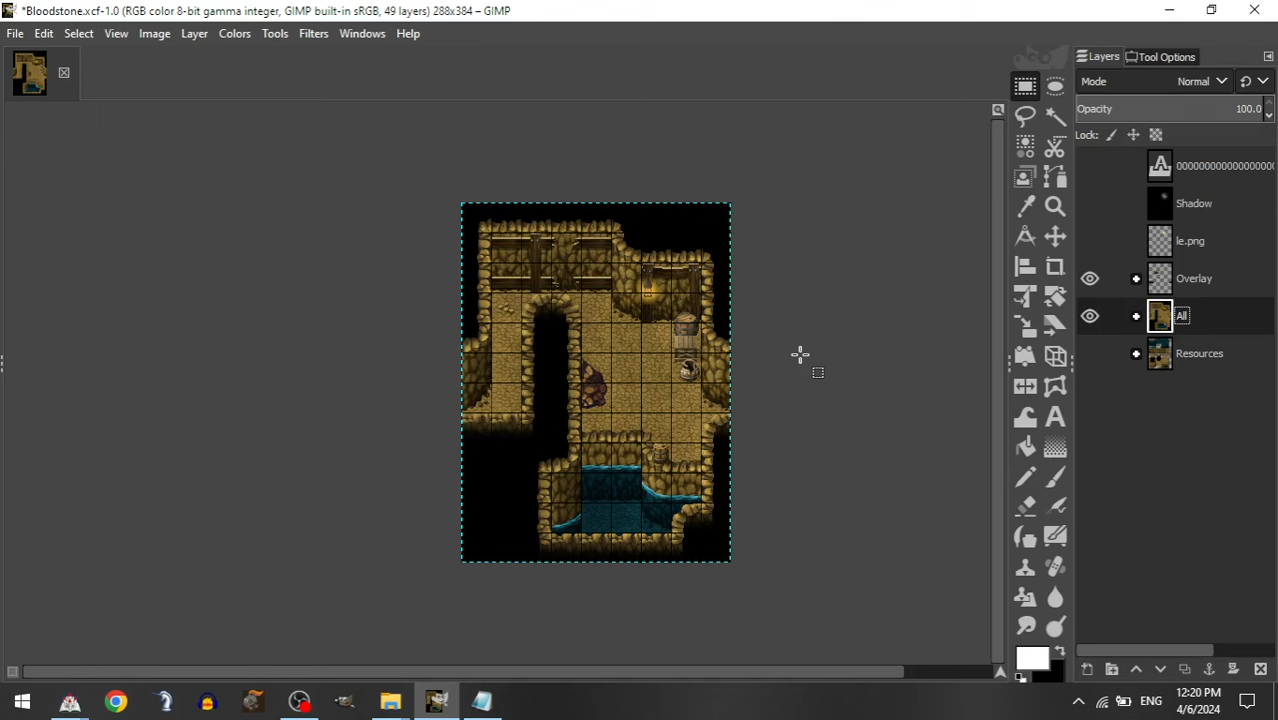 *Bloodstone.xcf-1.0 (RGB color 8-bit gamma integer, GIMP built-in sRGB, 49 layers) 288x384 – GIMP
File Edit Select View Image Layer Colors Tools Filters Windows Help
Layers Tool Options
Mode Normal
Opacity 100.0
Lock:
Shadow
le.png
Overlay
All
Resources
ENG
12:20 PM
4/6/2024